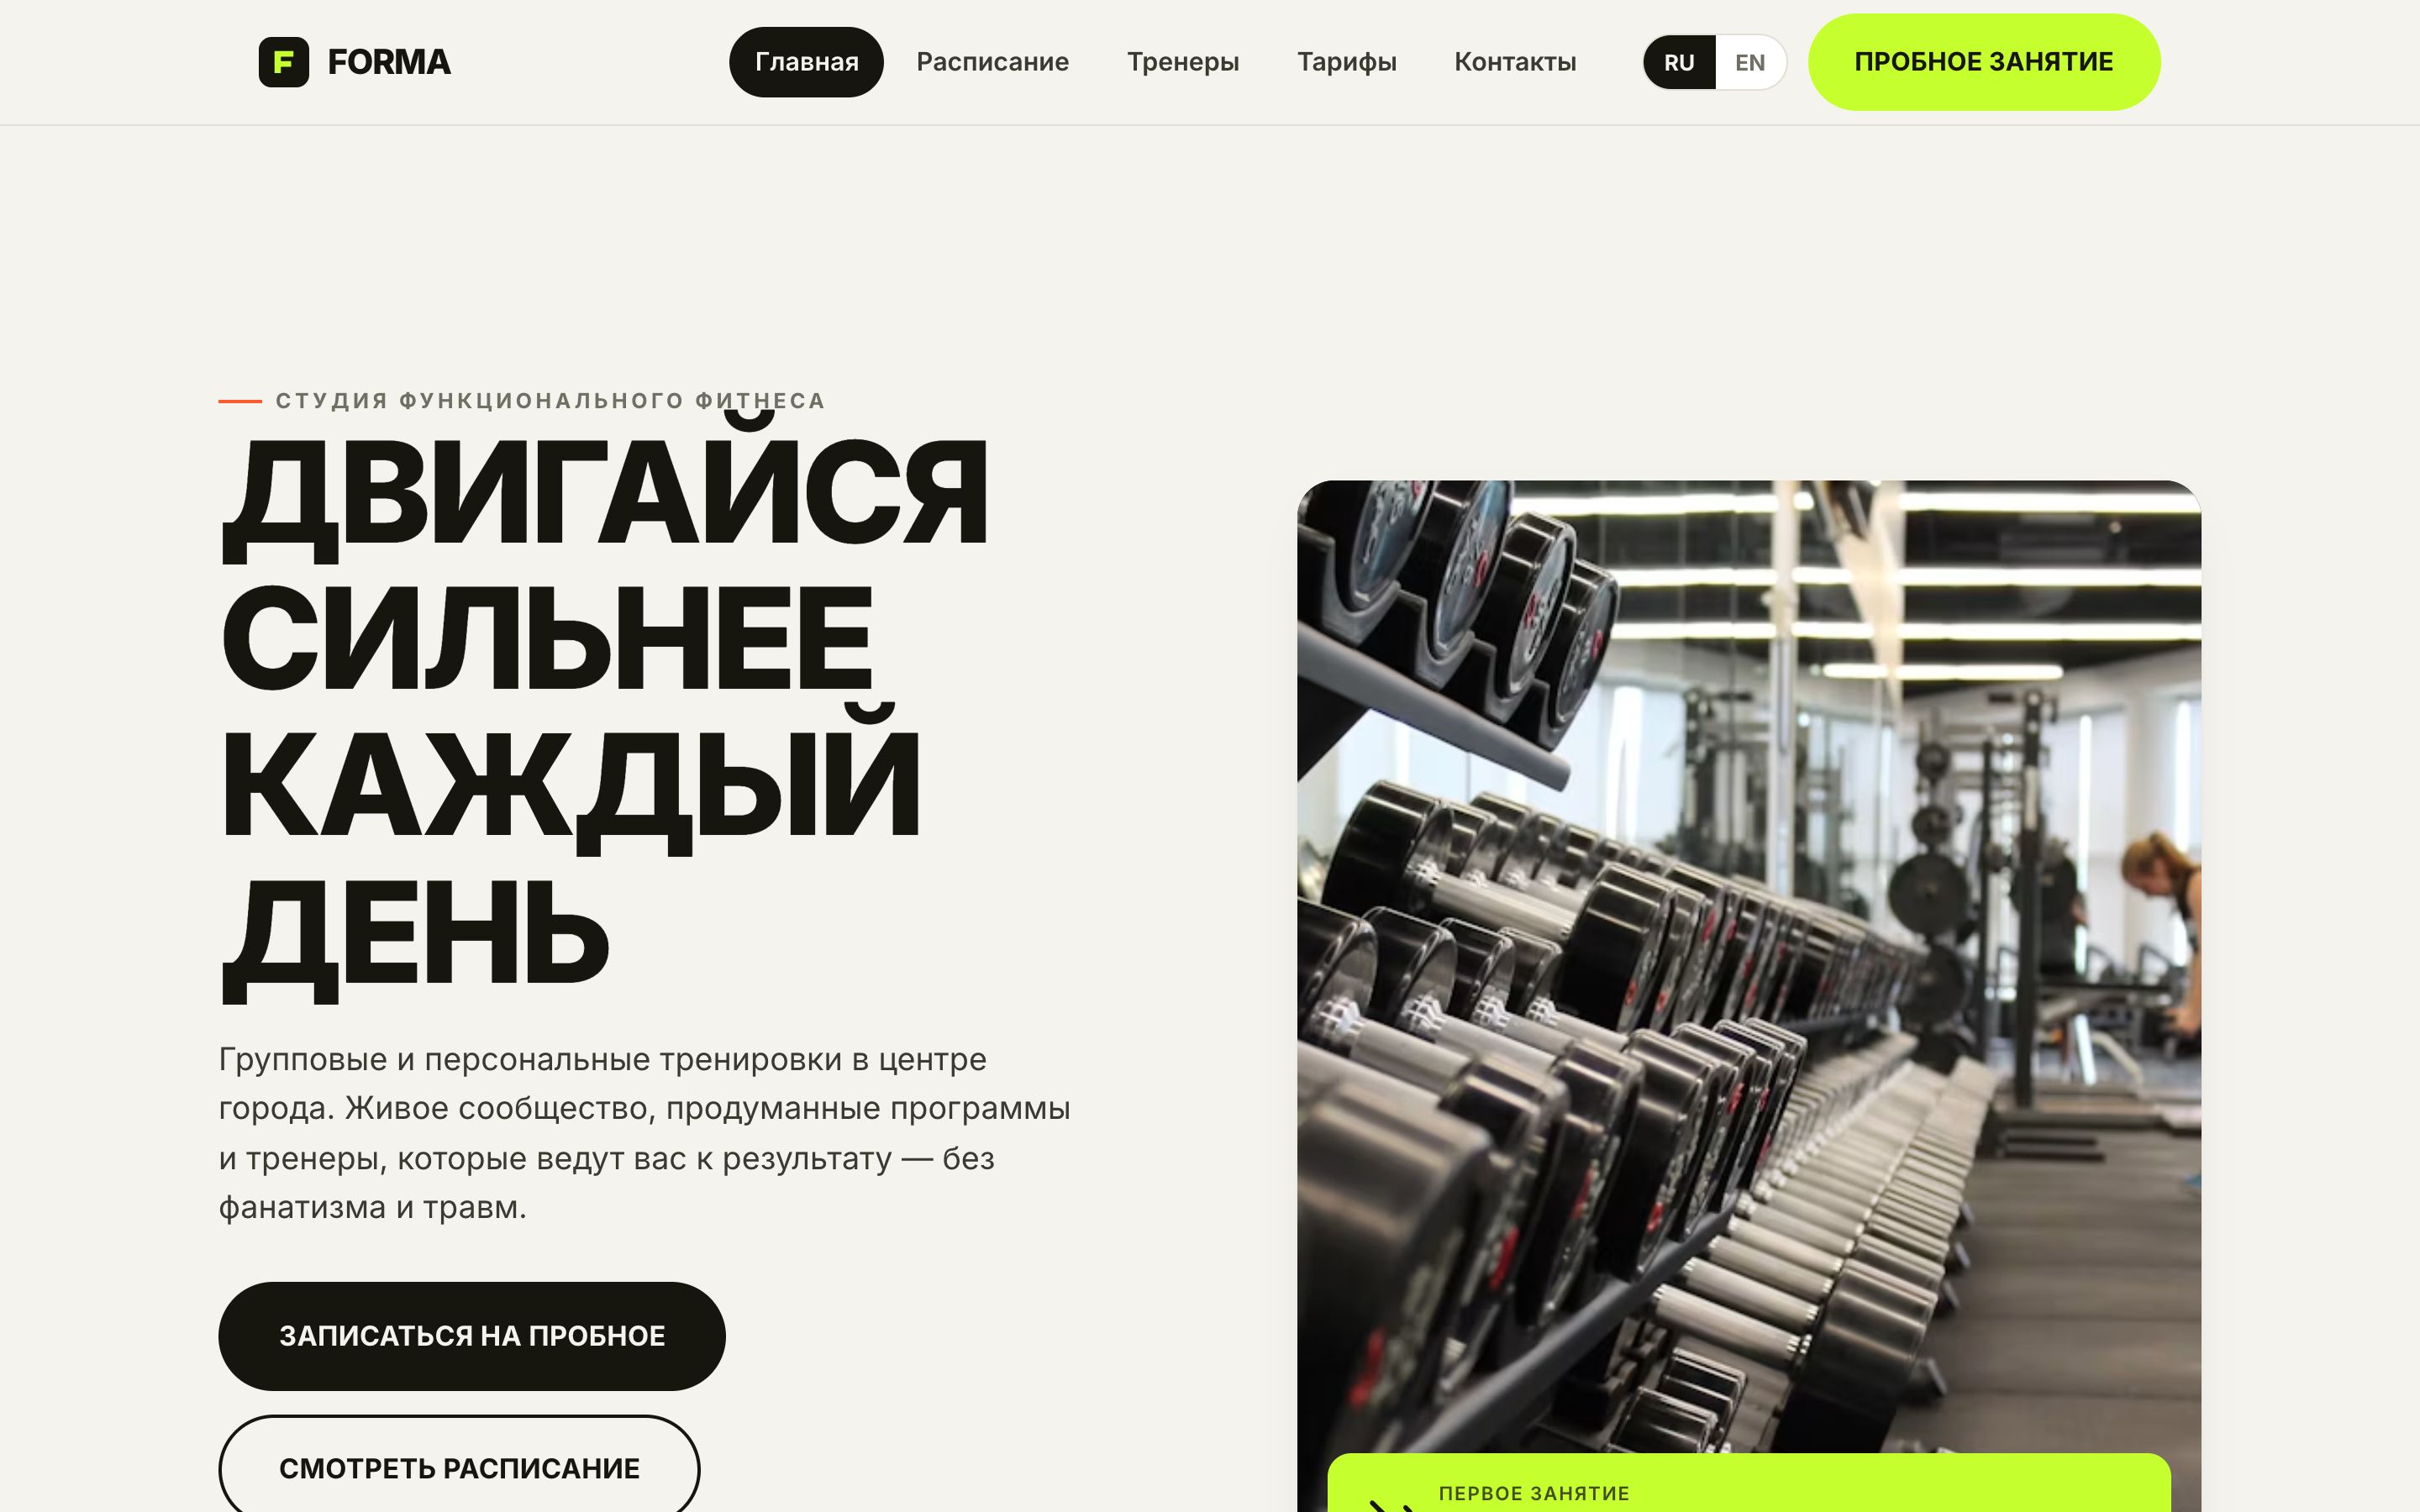 F FORMA
Главная
Расписание
Тренеры
Тарифы
Контакты
RU
EN
ПРОБНОЕ ЗАНЯТИЕ
СТУДИЯ ФУНКЦИОНАЛЬНОГО ФИТНЕСА
ДВИГАЙСЯ
СИЛЬНЕЕ
КАЖДЫЙ
ДЕНЬ
Групповые и персональные тренировки в центре
города. Живое сообщество, продуманные программы
и тренеры, которые ведут вас к результату — без
фанатизма и травм.
ЗАПИСАТЬСЯ НА ПРОБНОЕ
СМОТРЕТЬ РАСПИСАНИЕ
ПЕРВОЕ ЗАНЯТИЕ